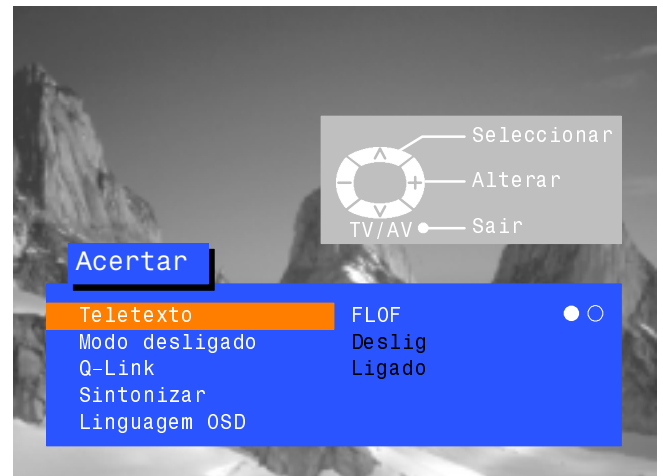 Seleccionar
Alterar
TV/AV Sair
Acertar
Teletexto FLOF
Modo desligado Deslig
Q-Link Ligado
Sintonizar
Linguagem OSD